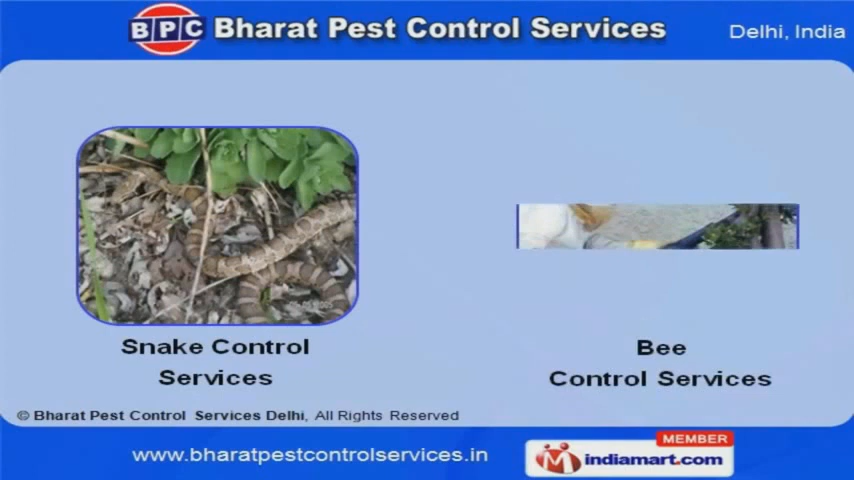 BPC Bharat Pest Control Services
Delhi, India
Snake Control
Services
Bee
Control Services
© Bharat Pest Control Services Delhi, All Rights Reserved
www.bharatpestcontrolservices.in
MEMBER
indiamart.com